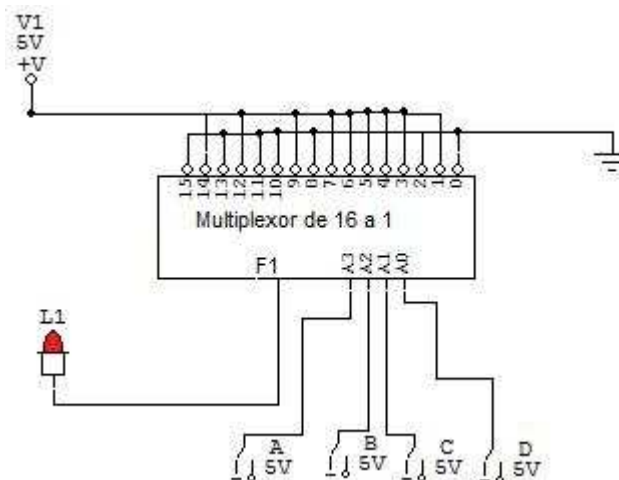 V1
5V
+V
15 14 13 12 11 10 9 8 7 6 5 4 3 2 1 0
Multiplexor de 16 a 1
F1 A3 A2 A1 A0
L1
A B C D
5V 5V 5V 5V